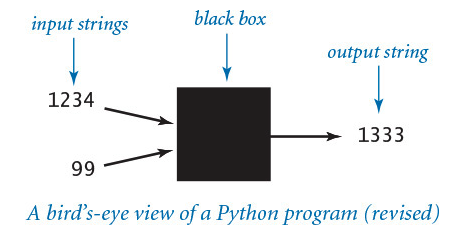 input strings
black box
output string
1234
99
1333
A bird's-eye view of a Python program (revised)